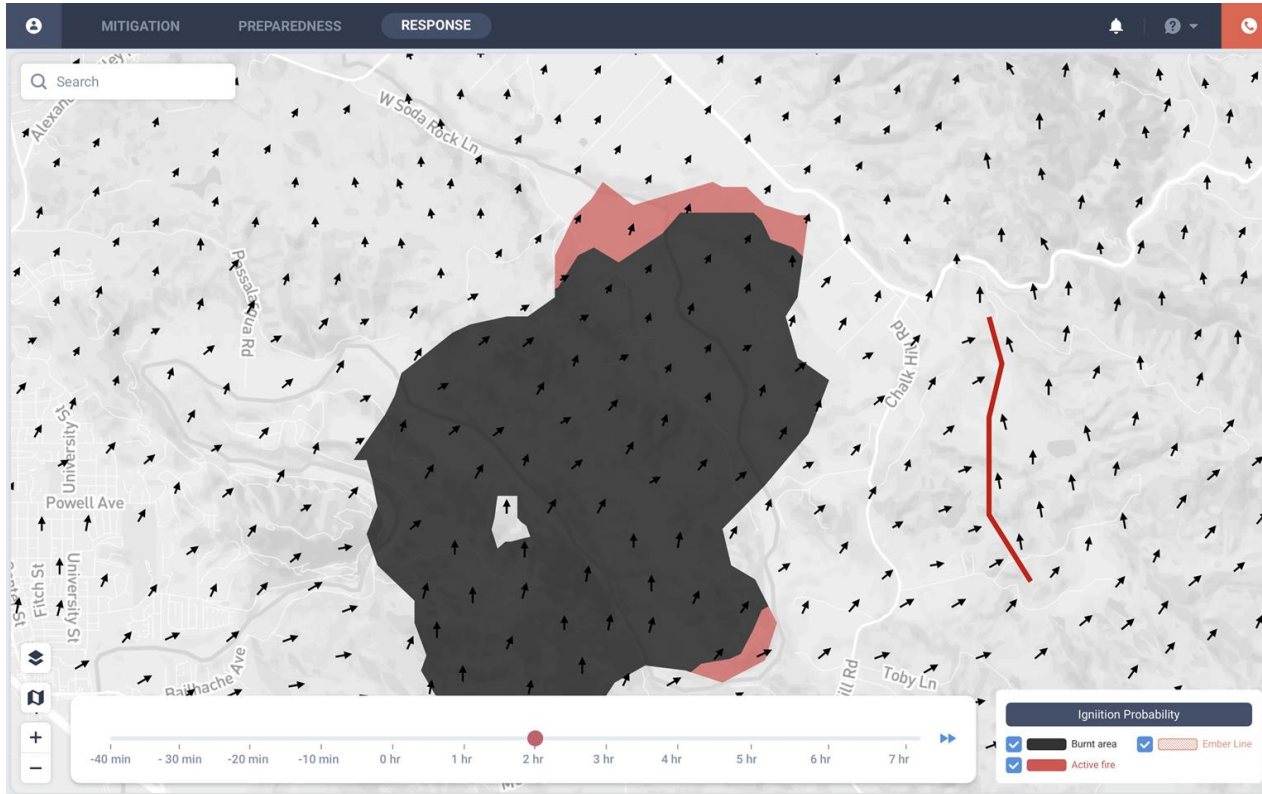 MITIGATION
PREPAREDNESS
RESPONSE
Search
W Soda Rock Ln
Passalacqua Rd
Chalk Hill Rd
University St
Powell Ave
Fitch St
University St
Bailhache Ave
Toby Ln
ill Rd
-40 min
- 30 min
-20 min
-10 min
0 hr
1 hr
2 hr
3 hr
4 hr
5 hr
6 hr
7 hr
Igniition Probability
Burnt area
Ember Line
Active fire